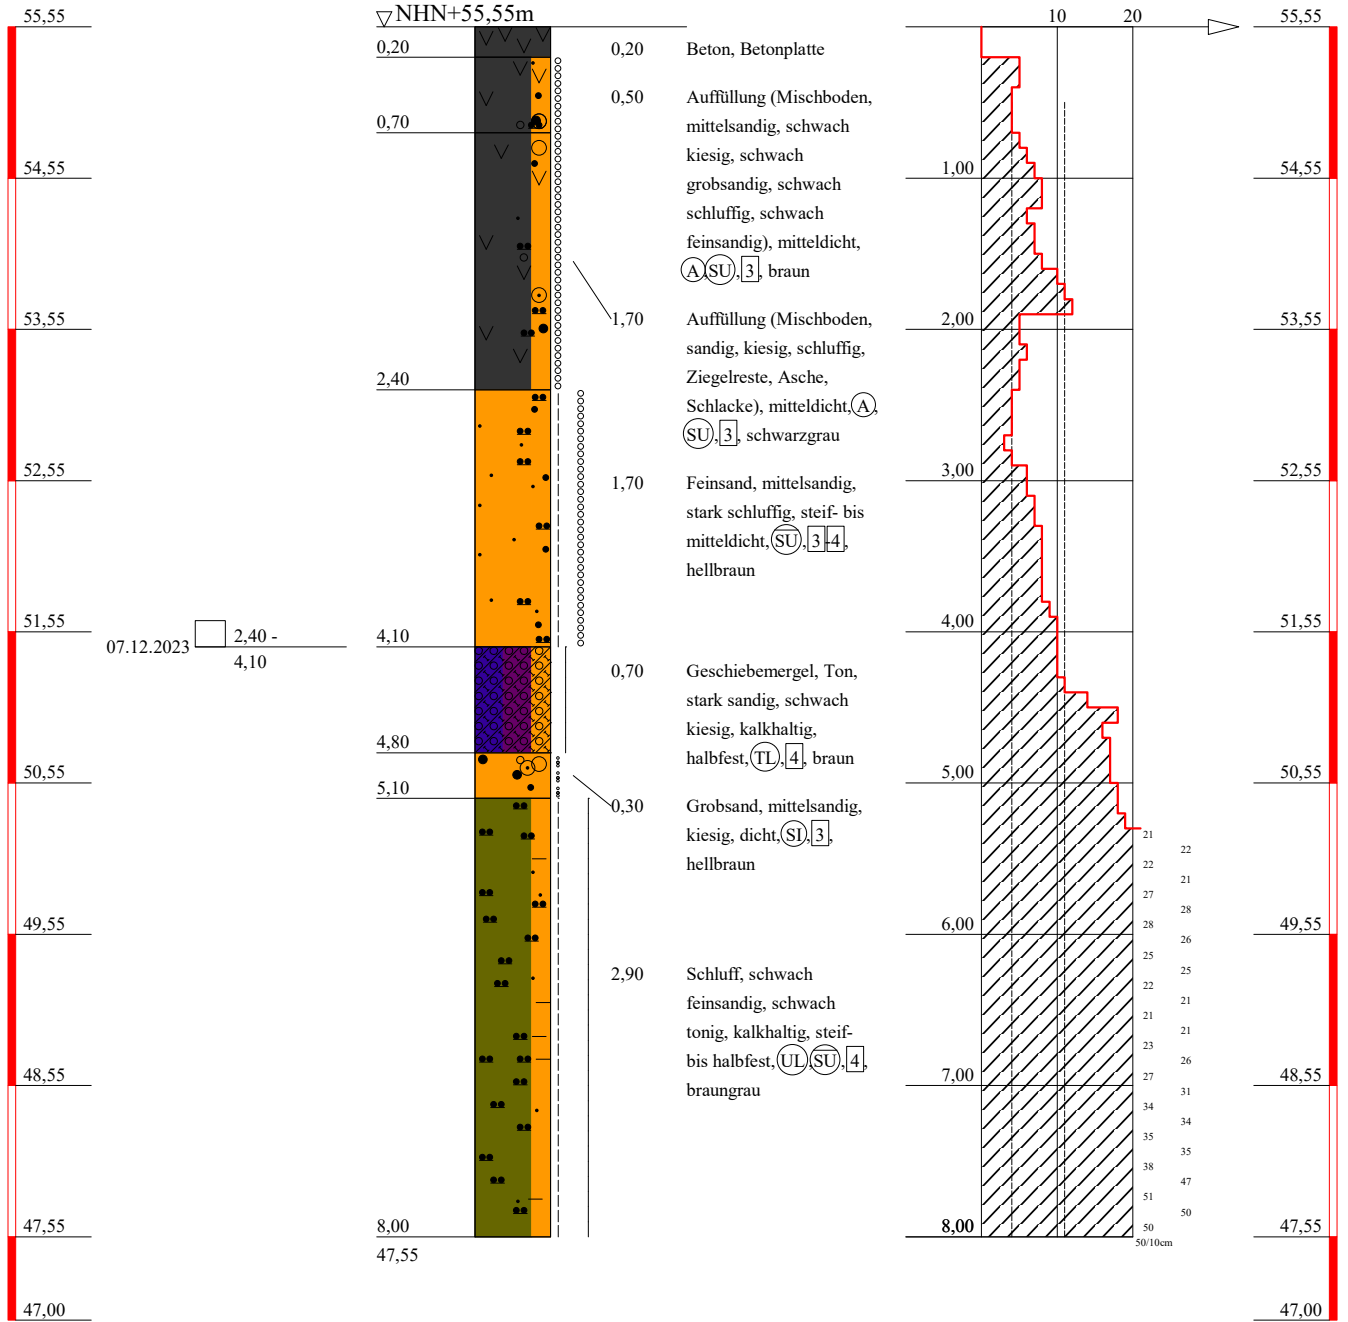 NHN+55,55m
55,55
54,55
53,55
52,55
51,55
50,55
49,55
48,55
47,55
47,00
07.12.2023
2,40 -
4,10
0,20
0,70
2,40
4,10
4,80
5,10
8,00
47,55
0,20 Beton, Betonplatte
0,50 Auffüllung (Mischboden,
mittelsandig, schwach
kiesig, schwach
grobsandig, schwach
schluffig, schwach
feinsandig), mitteldicht,
A, SU, 3, braun
1,70 Auffüllung (Mischboden,
sandig, kiesig, schluffig,
Ziegelreste, Asche,
Schlacke), mitteldicht, A,
SU, 3, schwarzgrau
1,70 Feinsand, mittelsandig,
stark schluffig, steif- bis
mitteldicht, S̅U̅, 3-4,
hellbraun
0,70 Geschiebemergel, Ton,
stark sandig, schwach
kiesig, kalkhaltig,
halbfest, TL, 4, braun
0,30 Grobsand, mittelsandig,
kiesig, dicht, SI, 3,
hellbraun
2,90 Schluff, schwach
feinsandig, schwach
tonig, kalkhaltig, steif-
bis halbfest, UL, S̅U̅, 4,
braungrau
10 20
1,00
2,00
3,00
4,00
5,00
6,00
7,00
8,00
21
22
22
21
27
28
28
26
25
25
22
21
21
21
23
26
27
31
34
34
35
35
38
47
51
50
50
50/10cm
55,55
54,55
53,55
52,55
51,55
50,55
49,55
48,55
47,55
47,00